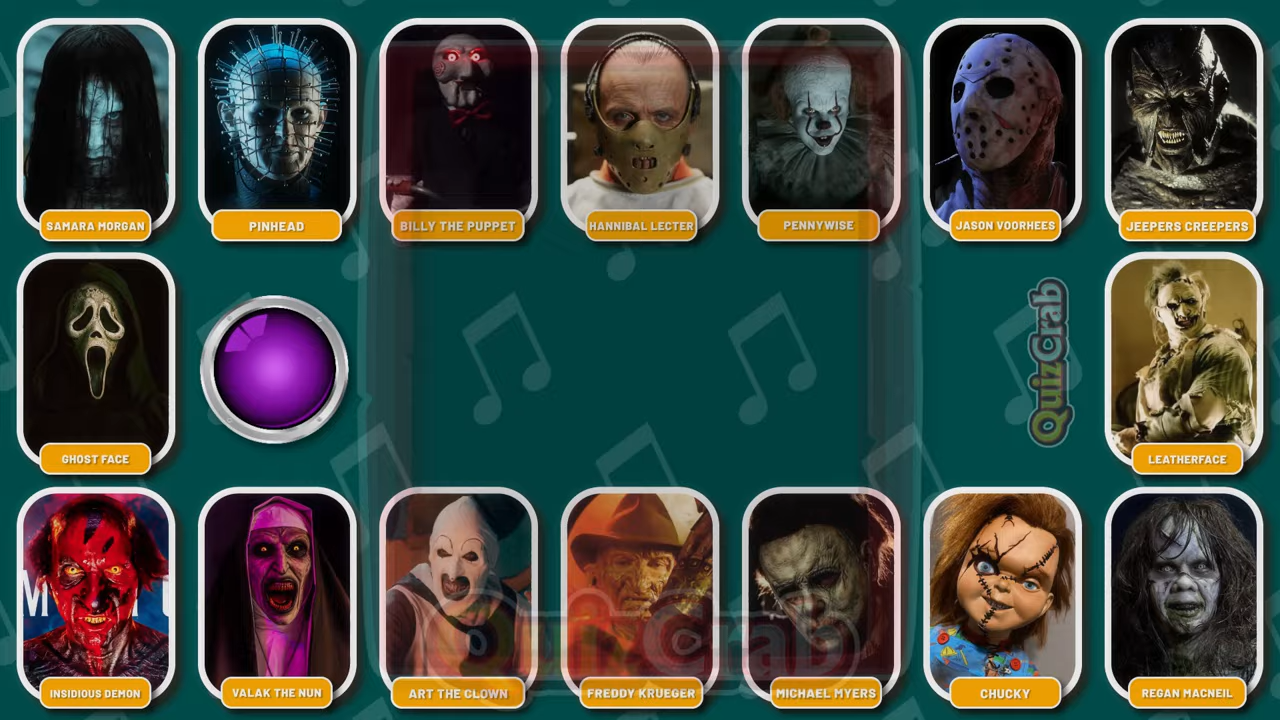 SAMARA MORGAN
PINHEAD
BILLY THE PUPPET
HANNIBAL LECTER
PENNYWISE
JASON VOORHEES
JEEPERS CREEPERS
GHOST FACE
QuizCrab
LEATHERFACE
M
QuizCrab
INSIDIOUS DEMON
VALAK THE NUN
ART THE CLOWN
FREDDY KRUEGER
MICHAEL MYERS
CHUCKY
REGAN MACNEIL